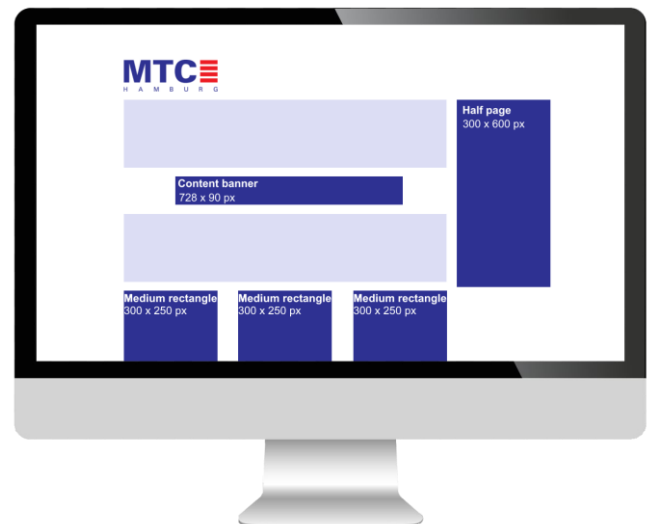 MTCE
HAMBURG
Half page
300 x 600 px
Content banner
728 x 90 px
Medium rectangle
300 x 250 px
Medium rectangle
300 x 250 px
Medium rectangle
300 x 250 px